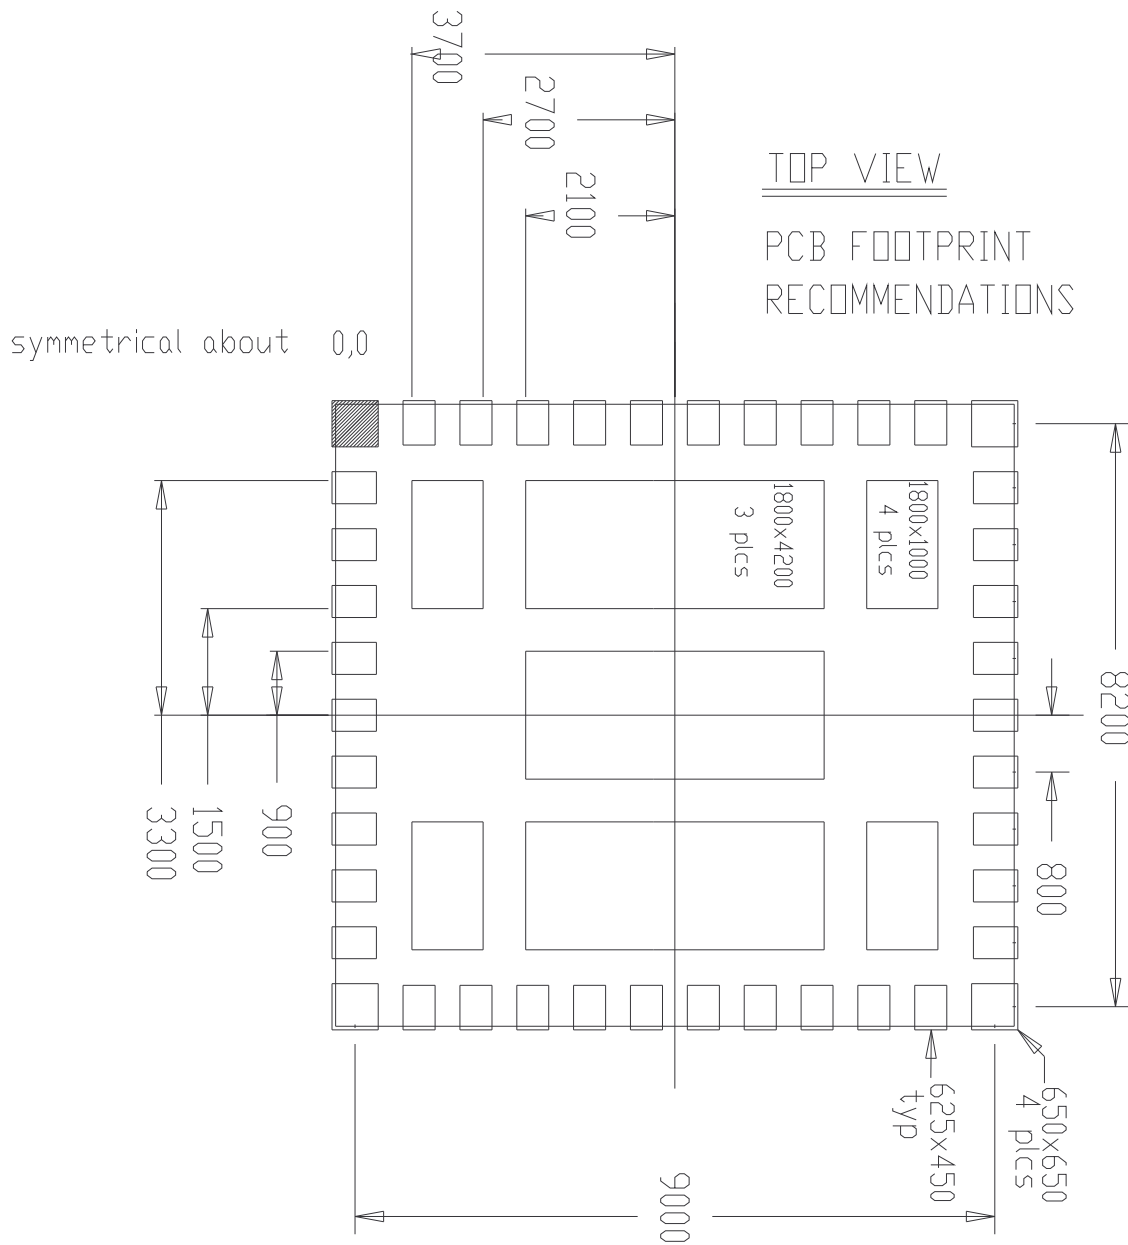 3700
2700
2100
TOP VIEW
PCB FOOTPRINT
RECOMMENDATIONS
symmetrical about 0,0
1800x4200
3 plcs
1800x1000
4 plcs
8200
800
900
1500
3300
650x650
4 plcs
625x450
typ
9000